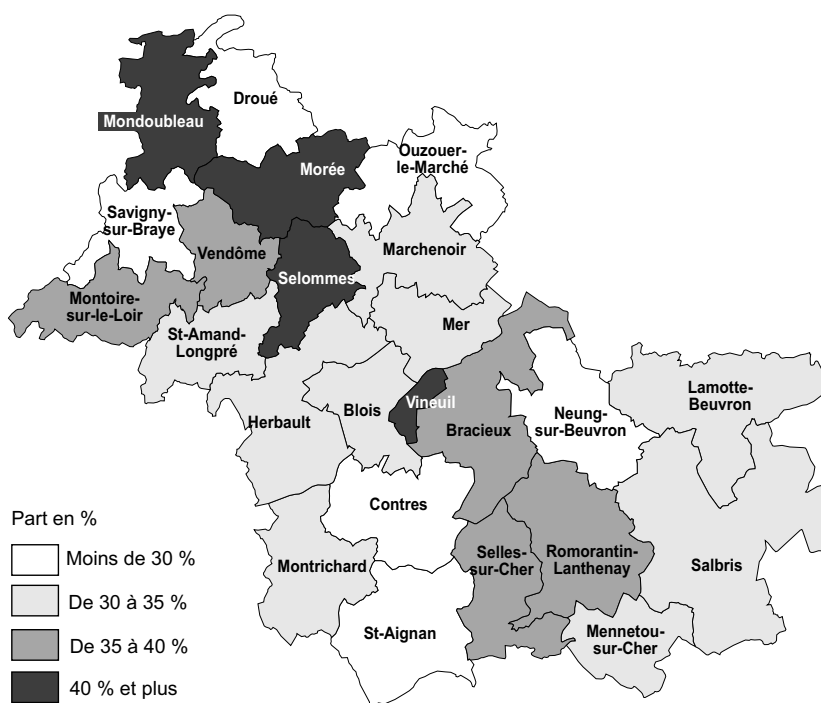 Droué
Mondoubleau
Ouzouer-
le-Marché
Morée
Savigny-
sur-Braye
Vendôme
Marchenoir
Selommes
Montoire-
sur-le-Loir
St-Amand-
Longpré
Mer
Lamotte-
Beuvron
Vineuil
Blois
Herbault
Bracieux
Neung-
sur-Beuvron
Contres
Part en %
Moins de 30 %
De 30 à 35 %
De 35 à 40 %
40 % et plus
Montrichard
Selles-
sur-Cher
Romorantin-
Lanthenay
Salbris
St-Aignan
Mennetou-
sur-Cher